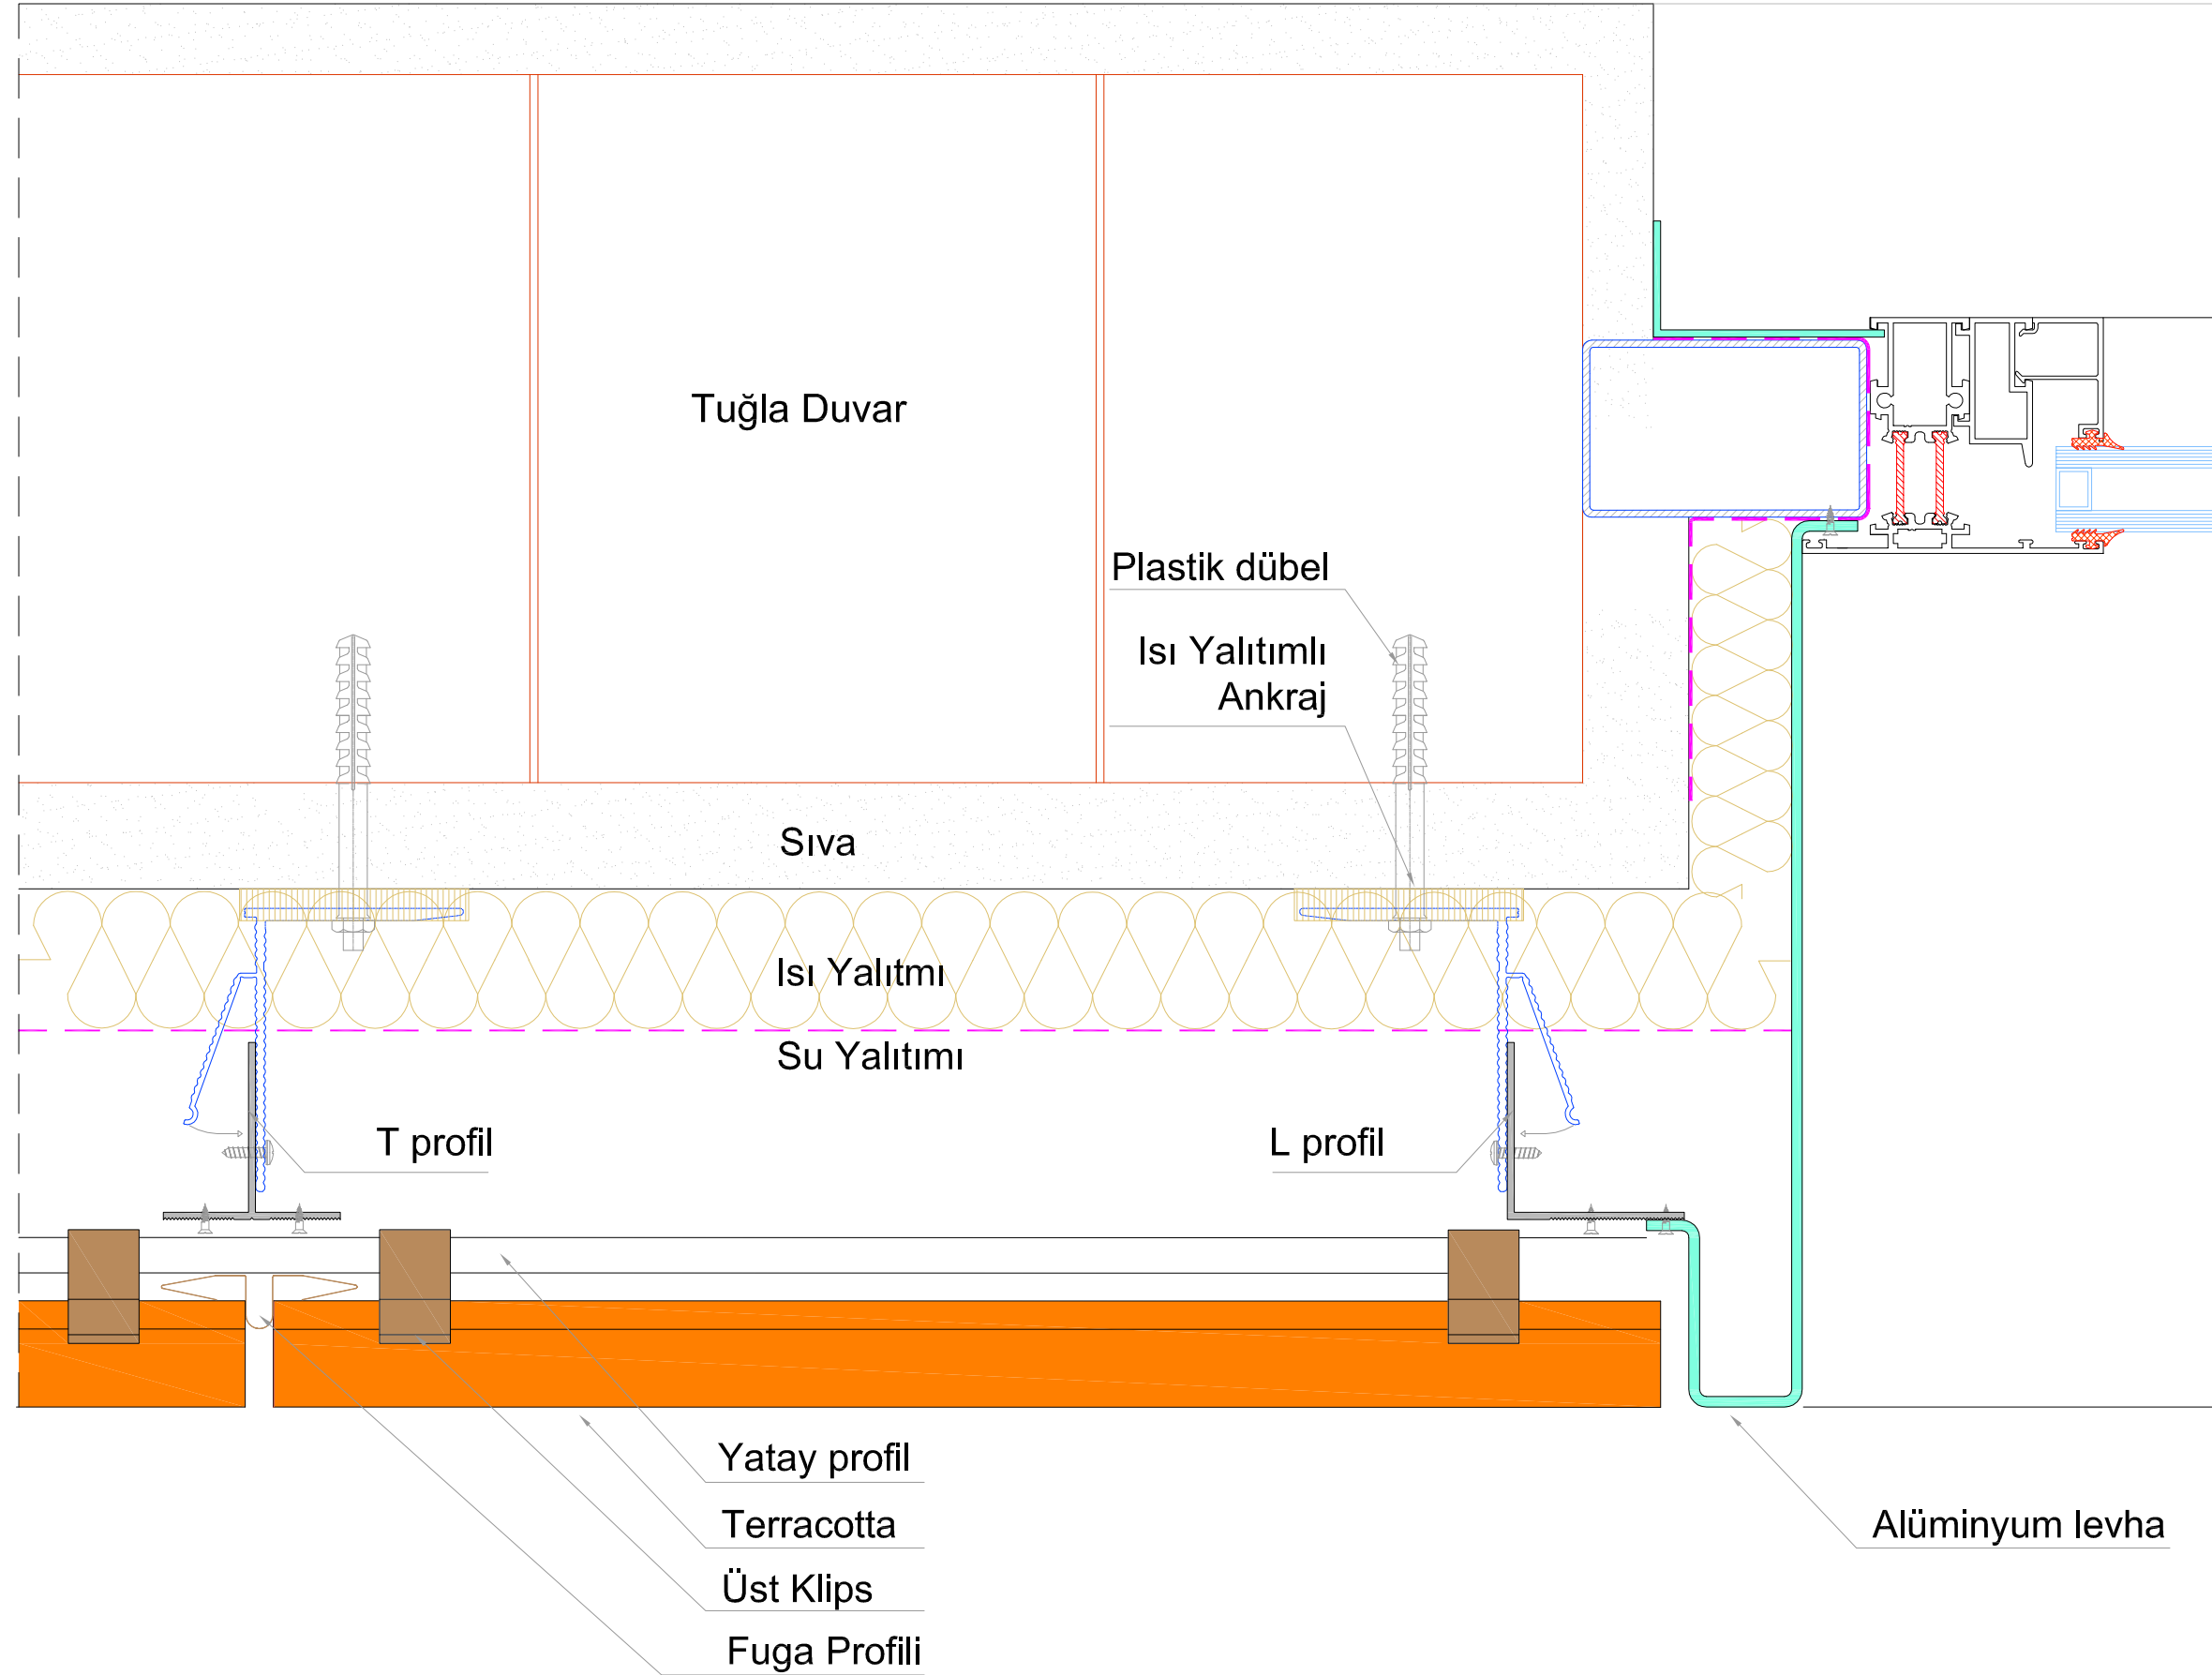 Tuğla Duvar
Plastik dübel
Isı Yalıtımlı
Ankraj
Sıva
Isı Yalıtmı
Su Yalıtımı
T profil
L profil
Yatay profil
Terracotta
Üst Klips
Fuga Profili
Alüminyum levha